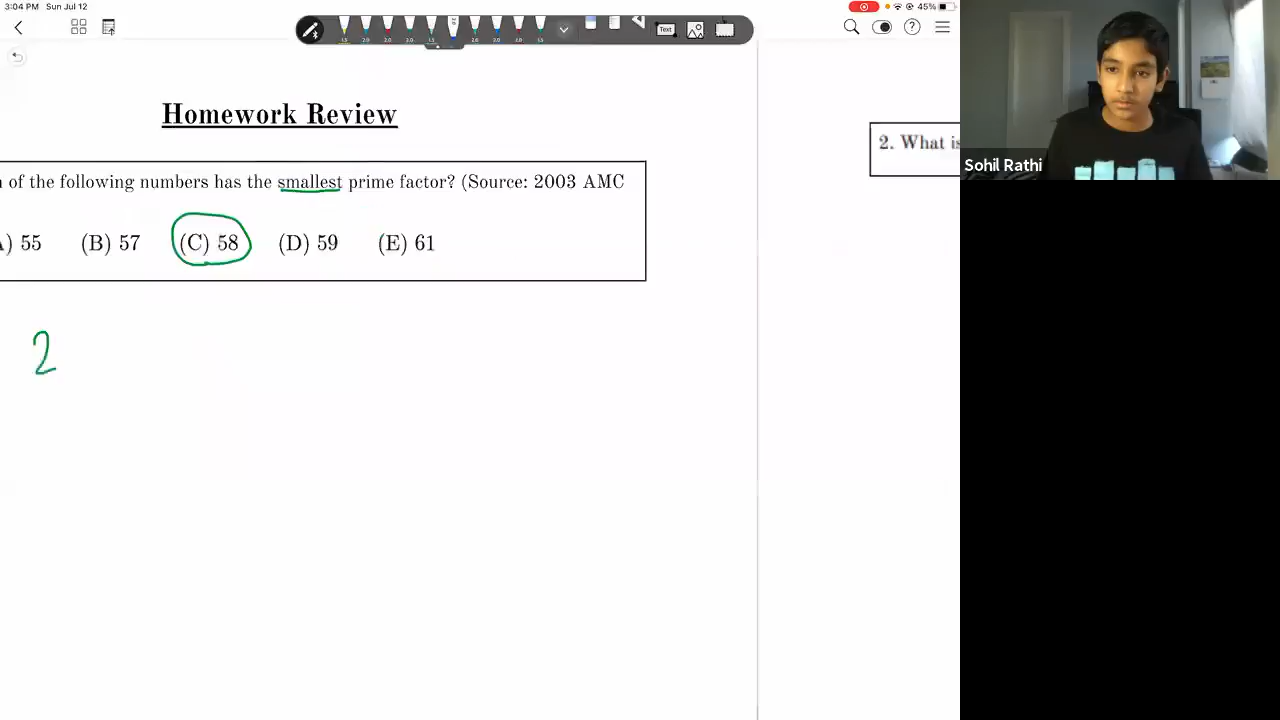 3:04 PM Sun Jul 12
45%
Text
Homework Review
of the following numbers has the smallest prime factor? (Source: 2003 AMC
) 55 (B) 57 (C) 58 (D) 59 (E) 61
2
2. What is
Sohil Rathi